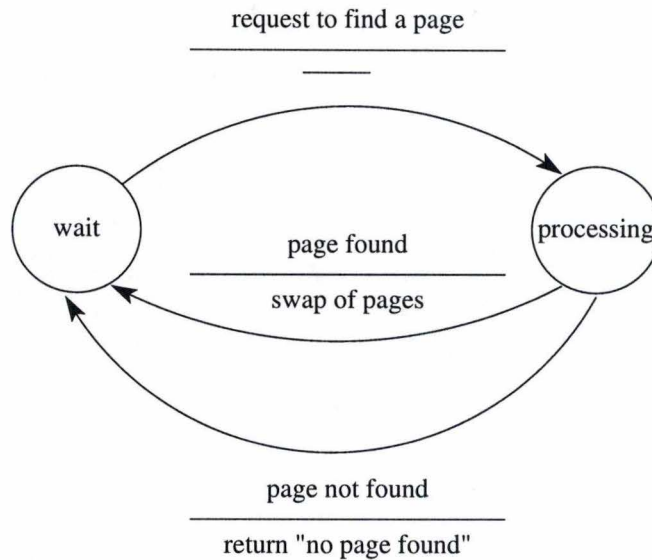 request to find a page
wait
processing
page found
swap of pages
page not found
return "no page found"